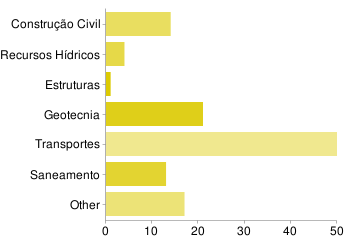 Construção Civil
Recursos Hídricos
Estruturas
Geotecnia
Transportes
Saneamento
Other
0 10 20 30 40 50